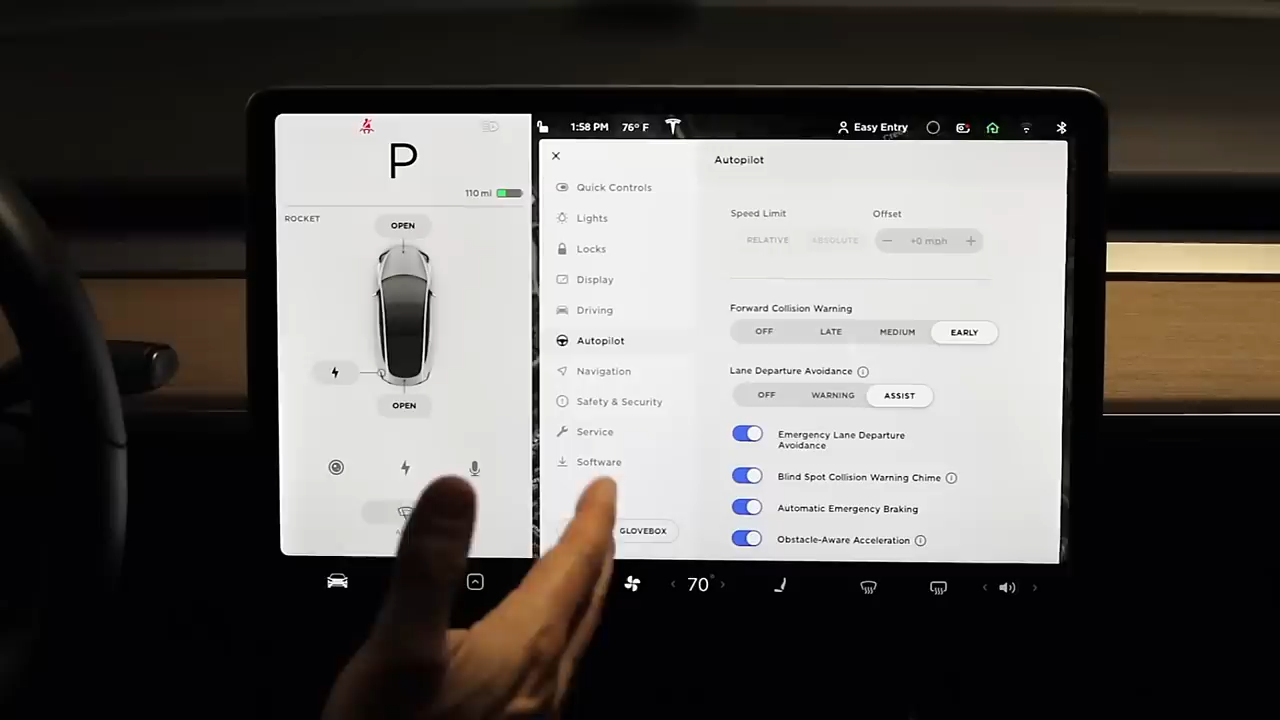 P
110 mi
ROCKET
OPEN
OPEN
1:58 PM 76° F
Easy Entry
Quick Controls
Lights
Locks
Display
Driving
Autopilot
Navigation
Safety & Security
Service
Software
GLOVEBOX
Autopilot
Speed Limit Offset
RELATIVE ABSOLUTE +0 mph
Forward Collision Warning
OFF LATE MEDIUM EARLY
Lane Departure Avoidance
OFF WARNING ASSIST
Emergency Lane Departure
Avoidance
Blind Spot Collision Warning Chime
Automatic Emergency Braking
Obstacle-Aware Acceleration
70°